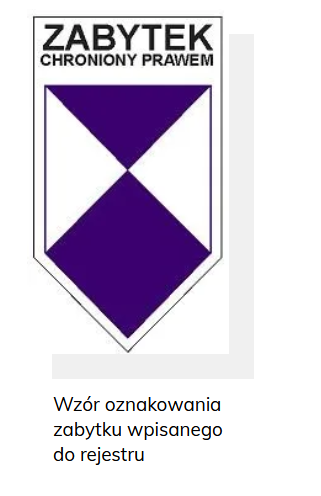 ZABYTEK
CHRONIONY PRAWEM
Wzór oznakowania
zabytku wpisanego
do rejestru